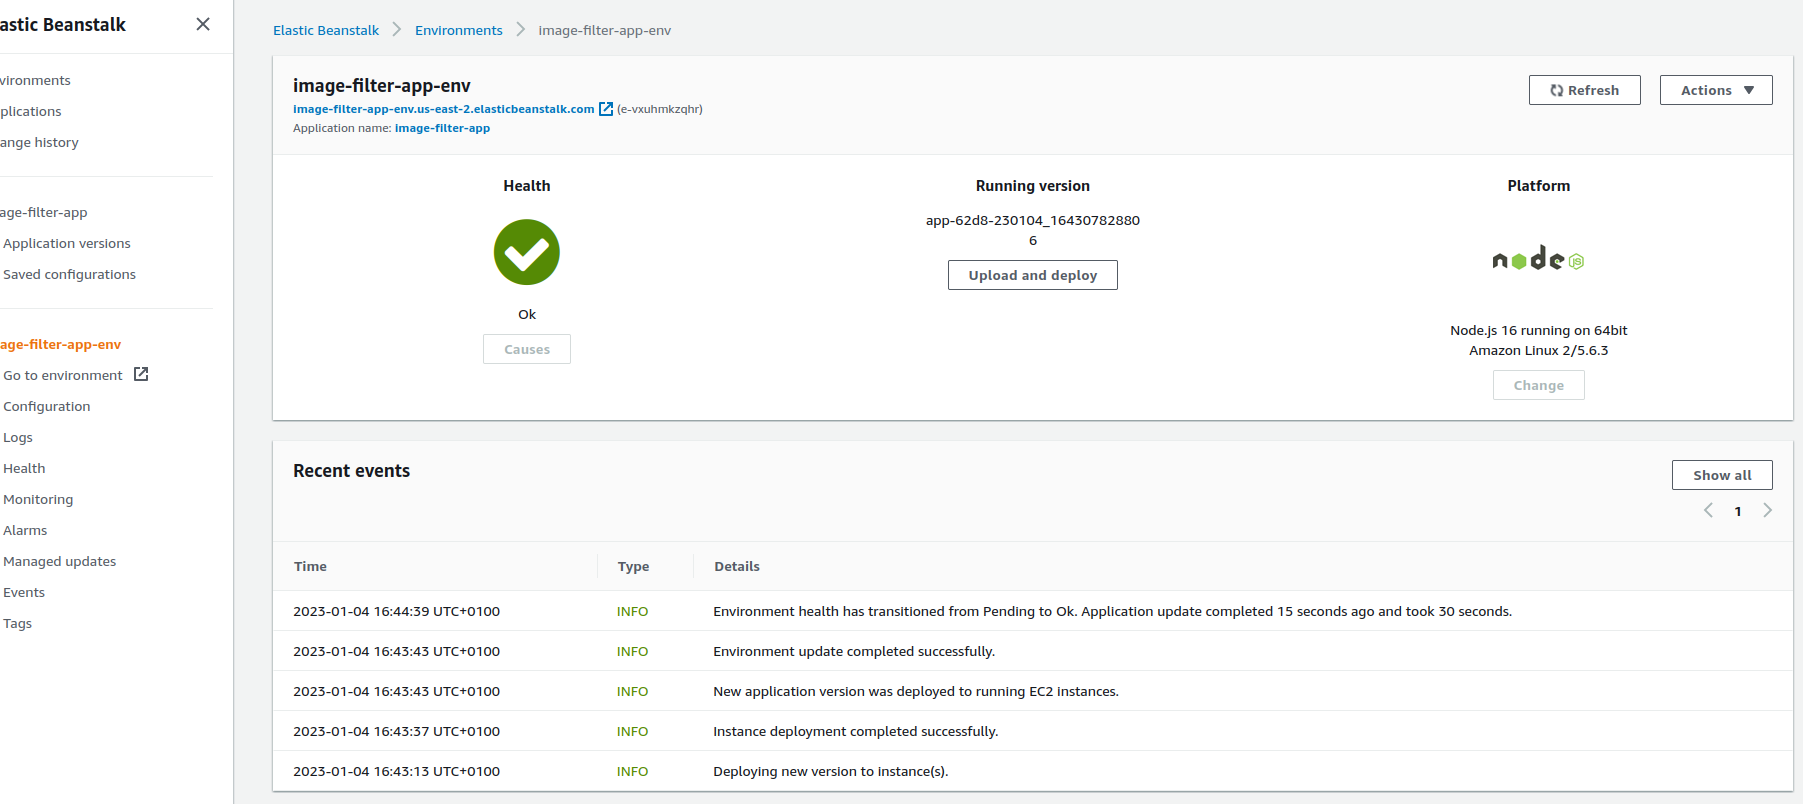 astic Beanstalk
vironments
plications
ange history
age-filter-app
Application versions
Saved configurations
age-filter-app-env
Go to environment
Configuration
Logs
Health
Monitoring
Alarms
Managed updates
Events
Tags
Elastic Beanstalk > Environments > image-filter-app-env
image-filter-app-env
image-filter-app-env.us-east-2.elasticbeanstalk.com (e-vxuhmkzqhr)
Application name: image-filter-app
Refresh
Actions
Health
Ok
Causes
Running version
app-62d8-230104_16430782880
6
Upload and deploy
Platform
node JS
Node.js 16 running on 64bit
Amazon Linux 2/5.6.3
Change
Recent events
Show all
1
Time Type Details
2023-01-04 16:44:39 UTC+0100 INFO Environment health has transitioned from Pending to Ok. Application update completed 15 seconds ago and took 30 seconds.
2023-01-04 16:43:43 UTC+0100 INFO Environment update completed successfully.
2023-01-04 16:43:43 UTC+0100 INFO New application version was deployed to running EC2 instances.
2023-01-04 16:43:37 UTC+0100 INFO Instance deployment completed successfully.
2023-01-04 16:43:13 UTC+0100 INFO Deploying new version to instance(s).